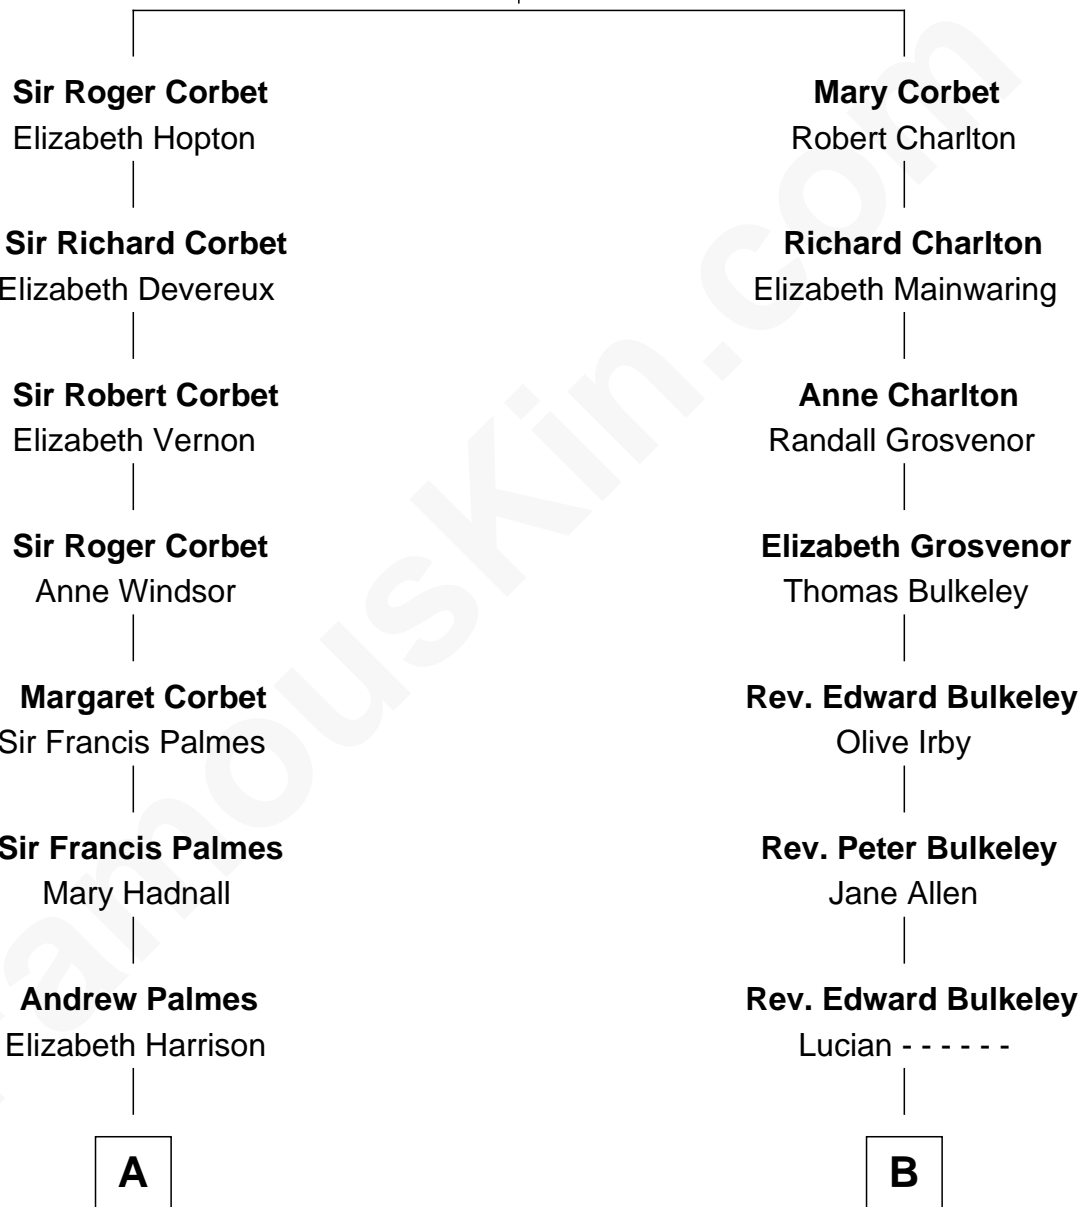 Sir Roger Corbet
Elizabeth Hopton
Sir Richard Corbet
Elizabeth Devereux
Sir Robert Corbet
Elizabeth Vernon
Sir Roger Corbet
Anne Windsor
Margaret Corbet
Sir Francis Palmes
Sir Francis Palmes
Mary Hadnall
Andrew Palmes
Elizabeth Harrison
A
Mary Corbet
Robert Charlton
Richard Charlton
Elizabeth Mainwaring
Anne Charlton
Randall Grosvenor
Elizabeth Grosvenor
Thomas Bulkeley
Rev. Edward Bulkeley
Olive Irby
Rev. Peter Bulkeley
Jane Allen
Rev. Edward Bulkeley
Lucian - - - - - -
B
FamousKin.com